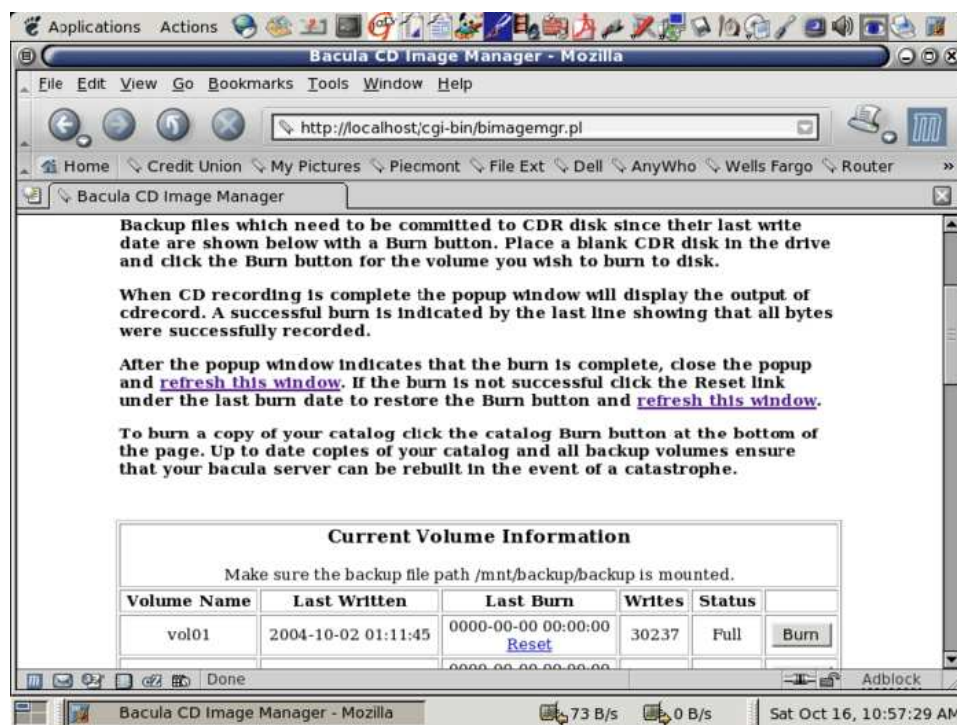 Applications Actions
Bacula CD Image Manager - Mozilla
File Edit View Go Bookmarks Tools Window Help
http://localhost/cgi-bin/bimagemgr.pl
Home Credit Union My Pictures Piecmont File Ext Dell AnyWho Wells Fargo Router »
Bacula CD Image Manager
Backup files which need to be committed to CDR disk since their last write
date are shown below with a Burn button. Place a blank CDR disk in the drive
and click the Burn button for the volume you wish to burn to disk.
When CD recording is complete the popup window will display the output of
cdrecord. A successful burn is indicated by the last line showing that all bytes
were successfully recorded.
After the popup window indicates that the burn is complete, close the popup
and refresh this window. If the burn is not successful click the Reset link
under the last burn date to restore the Burn button and refresh this window.
To burn a copy of your catalog click the catalog Burn button at the bottom of
the page. Up to date copies of your catalog and all backup volumes ensure
that your bacula server can be rebuilt in the event of a catastrophe.
Current Volume Information
Make sure the backup file path /mnt/backup/backup is mounted.
Volume Name Last Written Last Burn Writes Status
vol01 2004-10-02 01:11:45 0000-00-00 00:00:00 Reset 30237 Full Burn
0000-00-00 00:00:00
Done Adblock
Bacula CD Image Manager - Mozilla 73 B/s 0 B/s Sat Oct 16, 10:57:29 AM